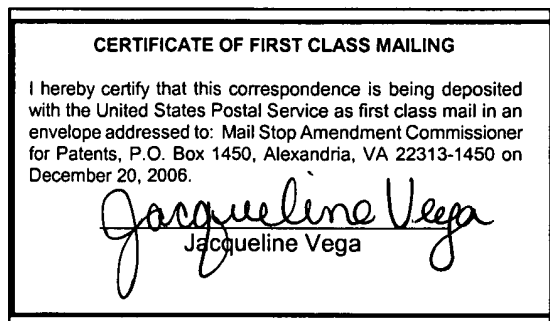 CERTIFICATE OF FIRST CLASS MAILING
I hereby certify that this correspondence is being deposited
with the United States Postal Service as first class mail in an
envelope addressed to: Mail Stop Amendment Commissioner
for Patents, P.O. Box 1450, Alexandria, VA 22313-1450 on
December 20, 2006.
Jacqueline Vega
Jacqueline Vega